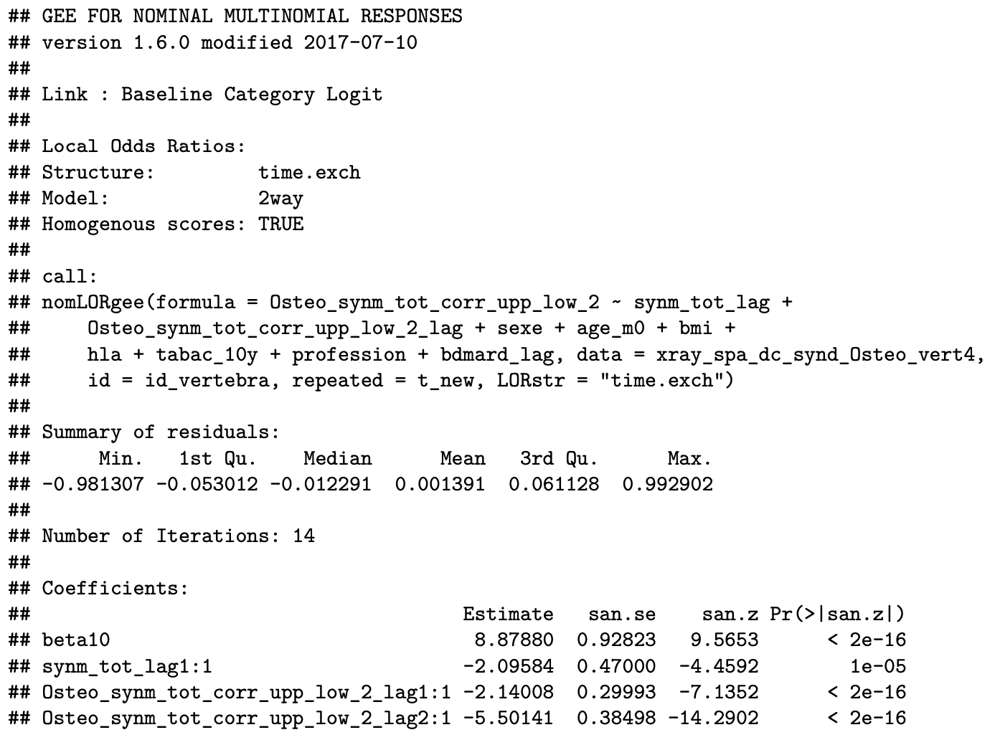 ## GEE FOR NOMINAL MULTINOMIAL RESPONSES
## version 1.6.0 modified 2017-07-10
##
## Link : Baseline Category Logit
##
## Local Odds Ratios:
## Structure:         time.exch
## Model:             2way
## Homogenous scores: TRUE
##
## call:
## nomLORgee(formula = Osteo_synm_tot_corr_upp_low_2 ~ synm_tot_lag +
##     Osteo_synm_tot_corr_upp_low_2_lag + sexe + age_m0 + bmi +
##     hla + tabac_10y + profession + bdmard_lag, data = xray_spa_dc_synd_Osteo_vert4,
##     id = id_vertebra, repeated = t_new, LORstr = "time.exch")
##
## Summary of residuals:
##      Min.   1st Qu.    Median      Mean   3rd Qu.      Max.
## -0.981307 -0.053012 -0.012291  0.001391  0.061128  0.992902
##
## Number of Iterations: 14
##
## Coefficients:
##                                      Estimate   san.se    san.z Pr(>|san.z|)
## beta10                                8.87880  0.92823   9.5653      < 2e-16
## synm_tot_lag1:1                      -2.09584  0.47000  -4.4592        1e-05
## Osteo_synm_tot_corr_upp_low_2_lag1:1 -2.14008  0.29993  -7.1352      < 2e-16
## Osteo_synm_tot_corr_upp_low_2_lag2:1 -5.50141  0.38498 -14.2902      < 2e-16